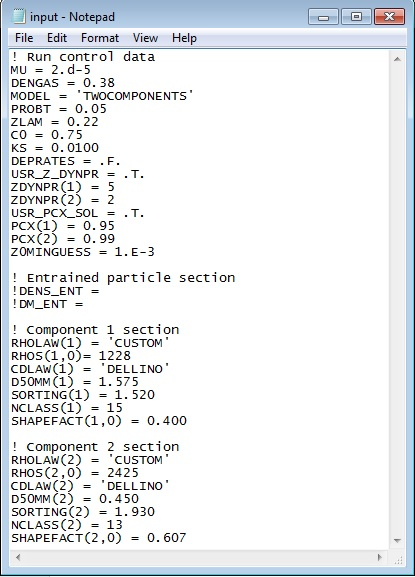 input - Notepad
File Edit Format View Help
! Run control data
MU = 2.d-5
DENGAS = 0.38
MODEL = 'TWOCOMPONENTS'
PROBT = 0.05
ZLAM = 0.22
C0 = 0.75
KS = 0.0100
DEPRATES = .F.
USR_Z_DYNPR = .T.
ZDYNPR(1) = 5
ZDYNPR(2) = 2
USR_PCX_SOL = .T.
PCX(1) = 0.95
PCX(2) = 0.99
Z0MINGUESS = 1.E-3
! Entrained particle section
!DENS_ENT =
!DM_ENT =
! Component 1 section
RHOLAW(1) = 'CUSTOM'
RHOS(1,0)= 1228
CDLAW(1) = 'DELLINO'
D50MM(1) = 1.575
SORTING(1) = 1.520
NCLASS(1) = 15
SHAPEFACT(1,0) = 0.400
! Component 2 section
RHOLAW(2) = 'CUSTOM'
RHOS(2,0) = 2425
CDLAW(2) = 'DELLINO'
D50MM(2) = 0.450
SORTING(2) = 1.930
NCLASS(2) = 13
SHAPEFACT(2,0) = 0.607